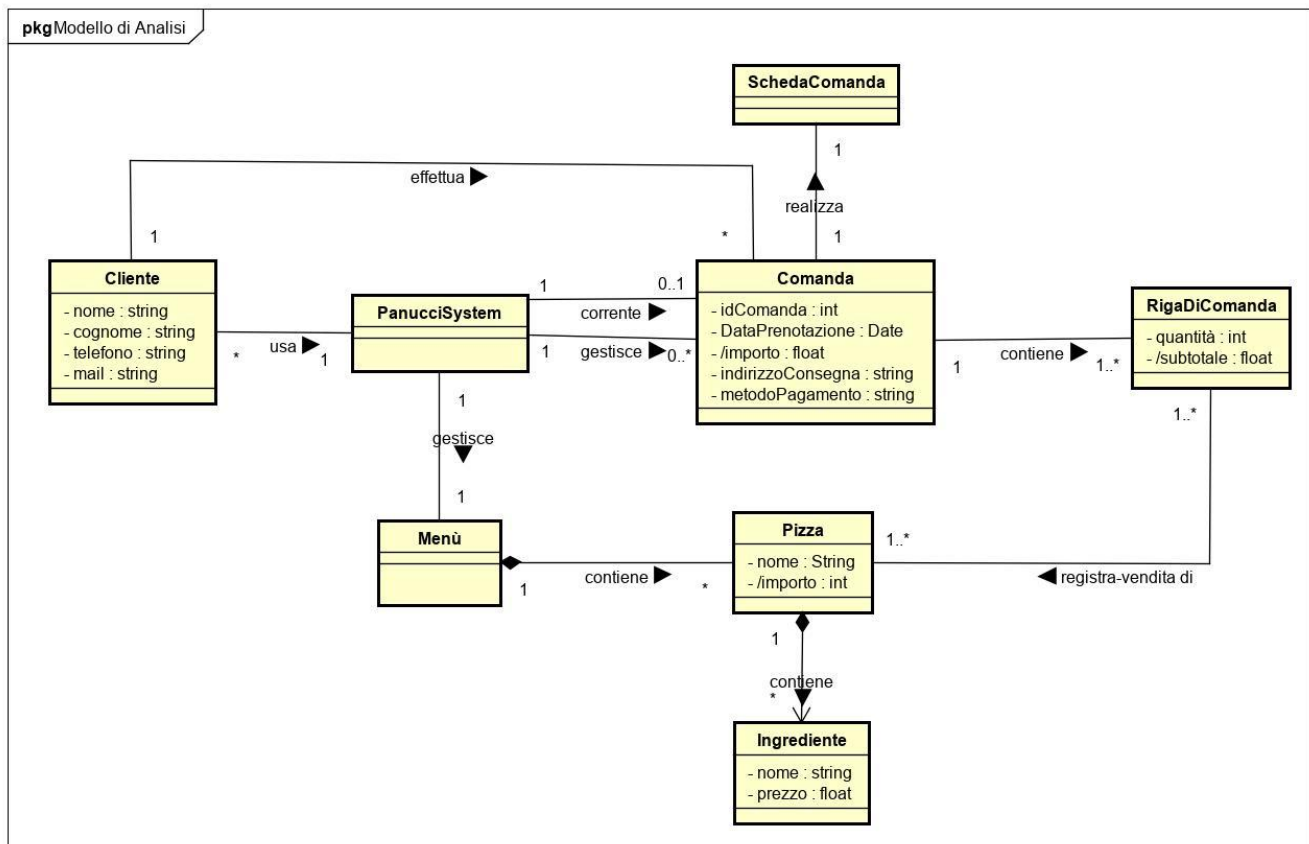 pkgModello di Analisi
SchedaComanda
1
realizza
1
effettua
1
*
Cliente
- nome : string
- cognome : string
- telefono : string
- mail : string
*
usa
1
PanucciSystem
1
corrente
0..1
1
gestisce
0..*
Comanda
- idComanda : int
- DataPrenotazione : Date
- /importo : float
- indirizzoConsegna : string
- metodoPagamento : string
1
contiene
1..*
RigaDiComanda
- quantità : int
- /subtotale : float
1..*
registra-vendita di
1..*
1
gestisce
1
Menù
1
contiene
*
Pizza
- nome : String
- /importo : int
1
contiene
*
Ingrediente
- nome : string
- prezzo : float